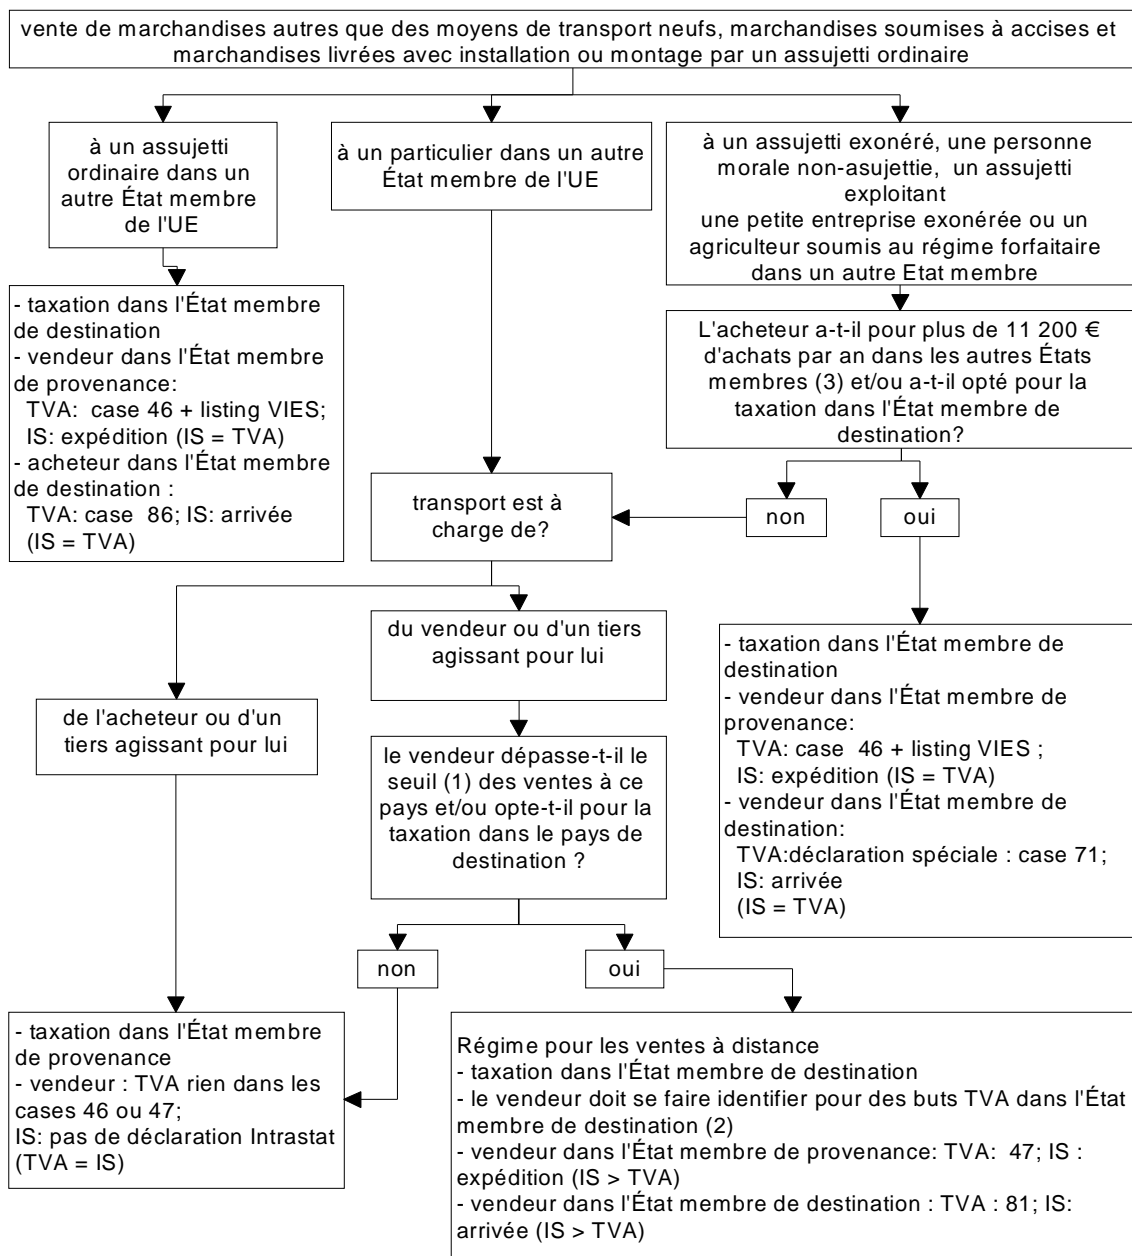 vente de marchandises autres que des moyens de transport neufs, marchandises soumises à accises et
marchandises livrées avec installation ou montage par un assujetti ordinaire
à un assujetti
ordinaire dans un
autre État membre
de l'UE
à un particulier dans un autre
État membre de l'UE
à un assujetti exonéré, une personne
morale non-asujettie, un assujetti
exploitant
une petite entreprise exonérée ou un
agriculteur soumis au régime forfaitaire
dans un autre Etat membre
- taxation dans l'État membre
de destination
- vendeur dans l'État membre
de provenance:
TVA: case 46 + listing VIES;
IS: expédition (IS = TVA)
- acheteur dans l'État membre
de destination :
TVA: case 86; IS: arrivée
(IS = TVA)
L'acheteur a-t-il pour plus de 11 200 €
d'achats par an dans les autres États
membres (3) et/ou a-t-il opté pour la
taxation dans l'État membre de
destination?
transport est à
charge de?
non
oui
du vendeur ou d'un tiers
agissant pour lui
de l'acheteur ou d'un
tiers agissant pour lui
- taxation dans l'État membre de
destination
- vendeur dans l'État membre de
provenance:
TVA: case 46 + listing VIES ;
IS: expédition (IS = TVA)
- vendeur dans l'État membre de
destination:
TVA:déclaration spéciale : case 71;
IS: arrivée
(IS = TVA)
le vendeur dépasse-t-il le
seuil (1) des ventes à ce
pays et/ou opte-t-il pour la
taxation dans le pays de
destination ?
non
oui
- taxation dans l'État membre
de provenance
- vendeur : TVA rien dans les
cases 46 ou 47;
IS: pas de déclaration Intrastat
(TVA = IS)
Régime pour les ventes à distance
- taxation dans l'État membre de destination
- le vendeur doit se faire identifier pour des buts TVA dans l'État
membre de destination (2)
- vendeur dans l'État membre de provenance: TVA: 47; IS :
expédition (IS > TVA)
- vendeur dans l'État membre de destination : TVA : 81; IS:
arrivée (IS > TVA)